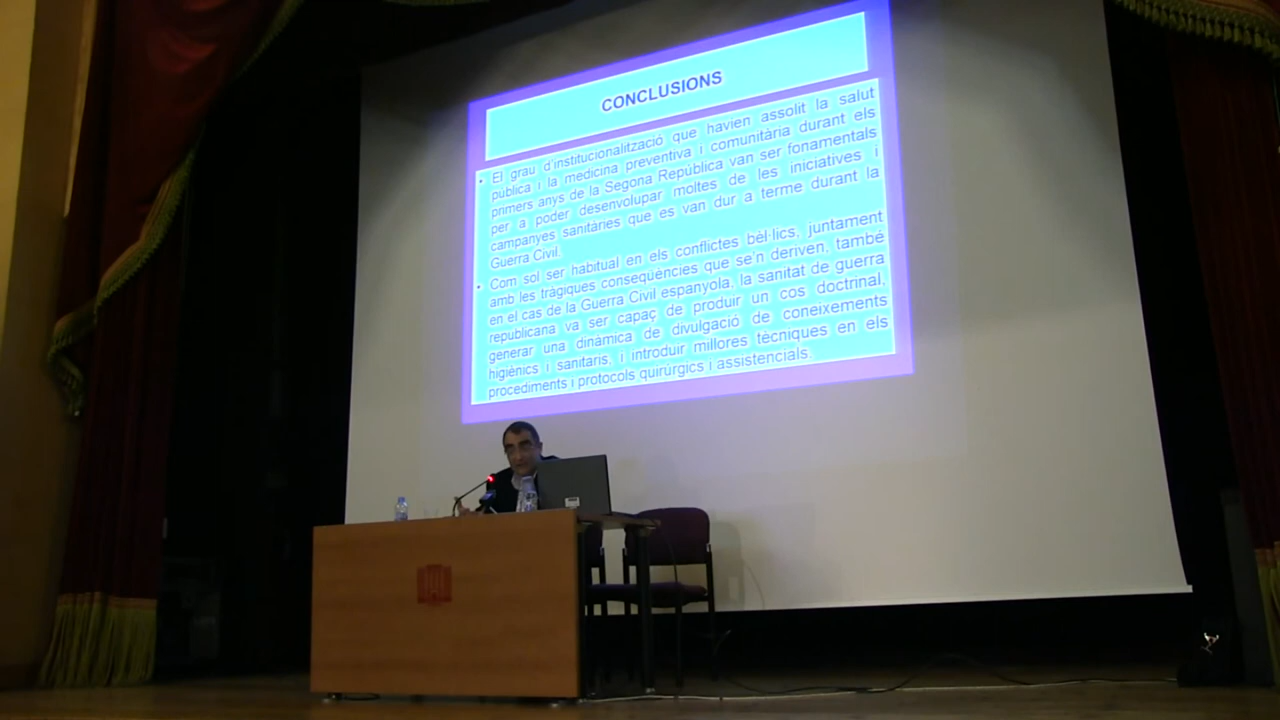 CONCLUSIONS
• El grau d'institucionalització que havien assolit la salut
pública i la medicina preventiva i comunitària durant els
primers anys de la Segona República van ser fonamentals
per a poder desenvolupar moltes de les iniciatives i
campanyes sanitàries que es van dur a terme durant la
Guerra Civil.
• Com sol ser habitual en els conflictes bèl·lics, juntament
amb les tràgiques conseqüències que se'n deriven, també
en el cas de la Guerra Civil espanyola, la sanitat de guerra
republicana va ser capaç de produir un cos doctrinal,
generar una dinàmica de divulgació de coneixements
higiènics i sanitaris, i introduir millores tècniques en els
procediments i protocols quirúrgics i assistencials.